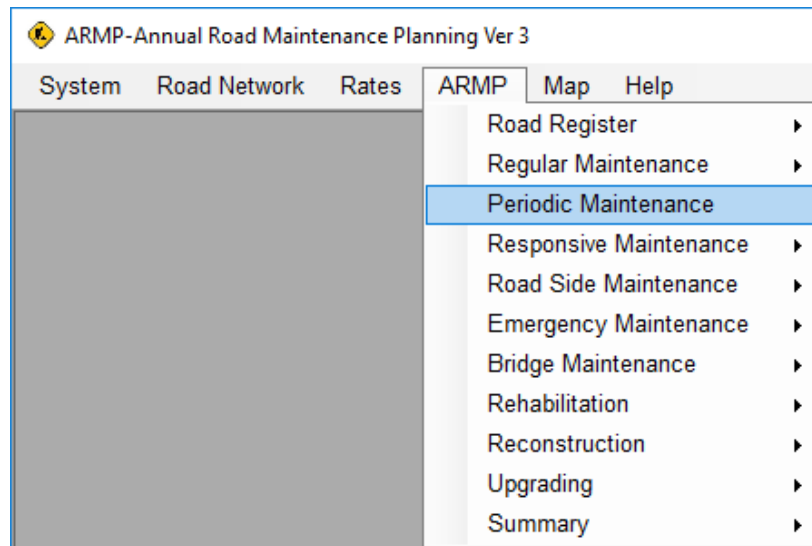 ARMP-Annual Road Maintenance Planning Ver 3
System Road Network Rates ARMP Map Help
Road Register
Regular Maintenance
Periodic Maintenance
Responsive Maintenance
Road Side Maintenance
Emergency Maintenance
Bridge Maintenance
Rehabilitation
Reconstruction
Upgrading
Summary